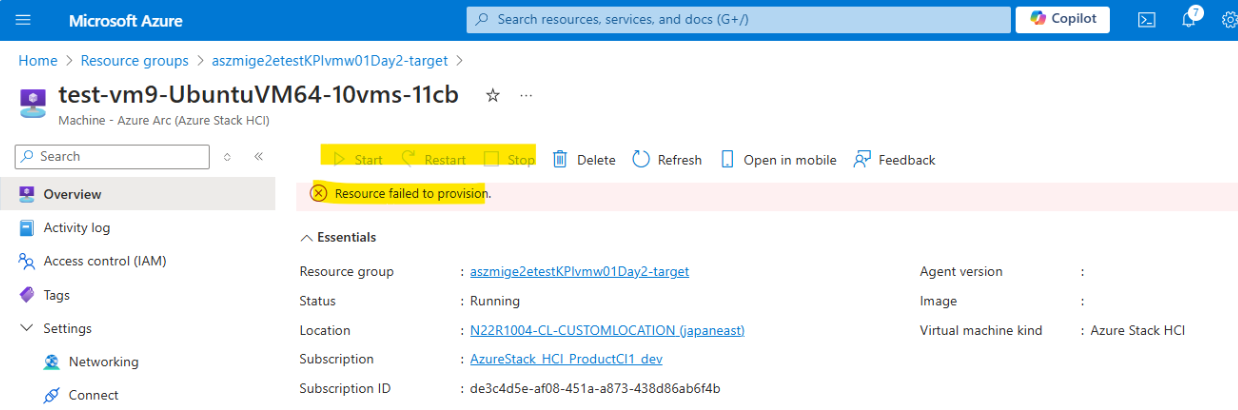 Microsoft Azure
Search resources, services, and docs (G+/)
Copilot
7
Home > Resource groups > aszmige2etestKPIvmw01Day2-target >
test-vm9-UbuntuVM64-10vms-11cb
Machine - Azure Arc (Azure Stack HCI)
Search
Start
Restart
Stop
Delete
Refresh
Open in mobile
Feedback
Overview
Activity log
Access control (IAM)
Tags
Settings
Networking
Connect
Resource failed to provision.
Essentials
Resource group : aszmige2etestKPIvmw01Day2-target
Status : Running
Location : N22R1004-CL-CUSTOMLOCATION (japaneast)
Subscription : AzureStack_HCI_ProductCI1_dev
Subscription ID : de3c4d5e-af08-451a-a873-438d86ab6f4b
Agent version :
Image :
Virtual machine kind : Azure Stack HCI